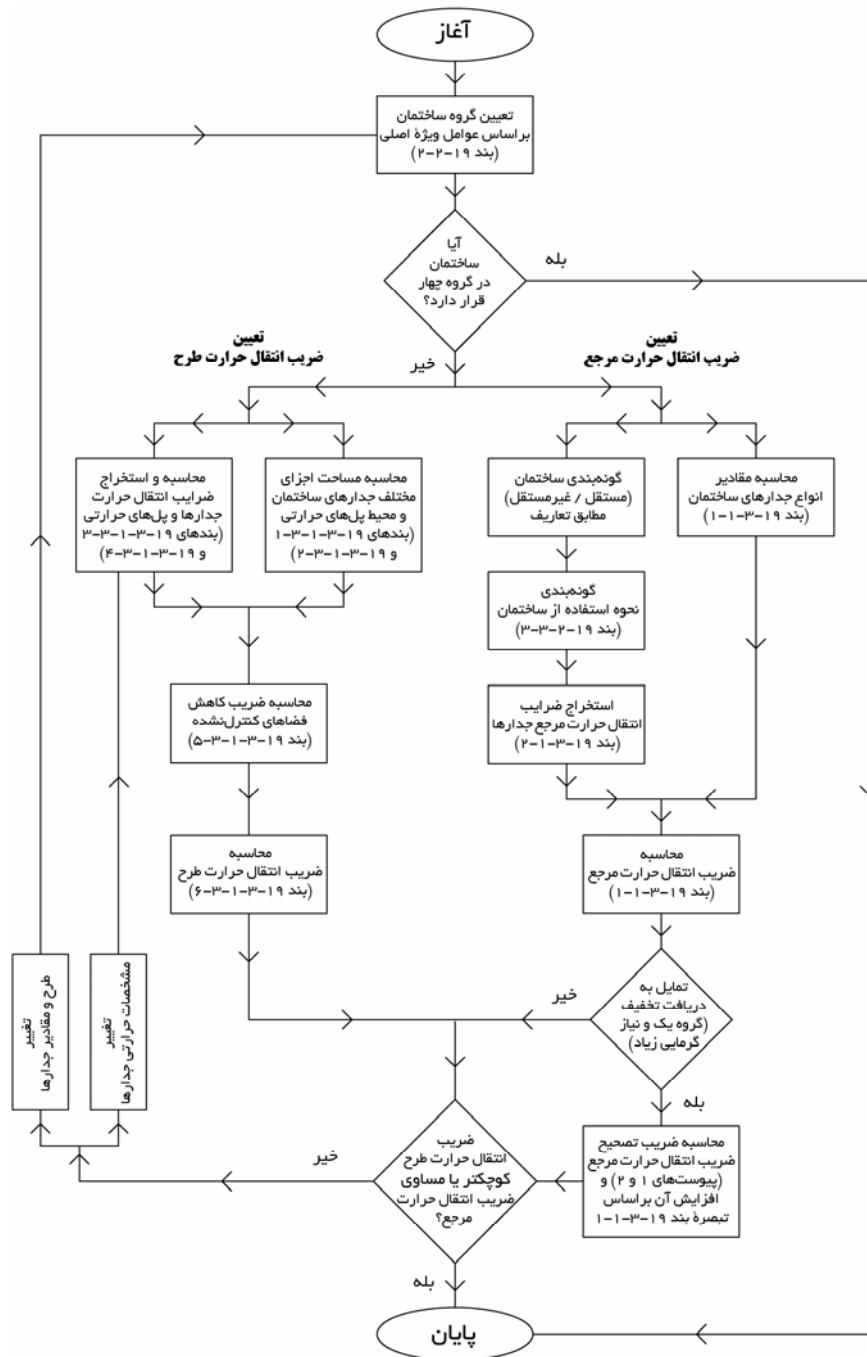 آغاز
تعیین گروه ساختمان
براساس عوامل ویژهٔ اصلی
(بند ۱۹-۲-۲)
آیا
ساختمان
در گروه چهار
قرار دارد؟
بله
خیر
تعیین
ضریب انتقال حرارت مرجع
تعیین
ضریب انتقال حرارت طرح
محاسبه مقادیر
انواع جدارهای ساختمان
(بند ۱۹-۳-۱-۱)
گونه‌بندی ساختمان
(مستقل / غیرمستقل)
مطابق تعاریف
محاسبه مساحت اجزای
مختلف جدارهای ساختمان
و محیط پل‌های حرارتی
(بندهای ۱۹-۳-۱-۳-۱
و ۱۹-۳-۱-۳-۲)
محاسبه و استخراج
ضرایب انتقال حرارت
جدارها و پل‌های حرارتی
(بندهای ۱۹-۳-۱-۳-۳
و ۱۹-۳-۱-۳-۴)
گونه‌بندی
نحوه استفاده از ساختمان
(بند ۱۹-۲-۳-۳)
استخراج ضرایب
انتقال حرارت مرجع جدارها
(بند ۱۹-۳-۱-۲)
محاسبه ضریب کاهش
فضاهای کنترل‌نشده
(بند ۱۹-۳-۱-۳-۵)
محاسبه
ضریب انتقال حرارت مرجع
(بند ۱۹-۳-۱-۱)
محاسبه
ضریب انتقال حرارت طرح
(بند ۱۹-۳-۱-۳-۶)
تمایل به
دریافت تخفیف
(گروه یک و نیاز
گرمایی زیاد)
خیر
بله
تغییر
مشخصات حرارتی جدارها
تغییر
طرح و مقادیر جدارها
محاسبه ضریب تصحیح
ضریب انتقال حرارت مرجع
(پیوست‌های ۱ و ۲) و
افزایش آن براساس
تبصرهٔ بند ۱۹-۳-۱-۱
ضریب
انتقال حرارت طرح
کوچکتر یا مساوی
ضریب انتقال حرارت
مرجع؟
خیر
بله
پایان